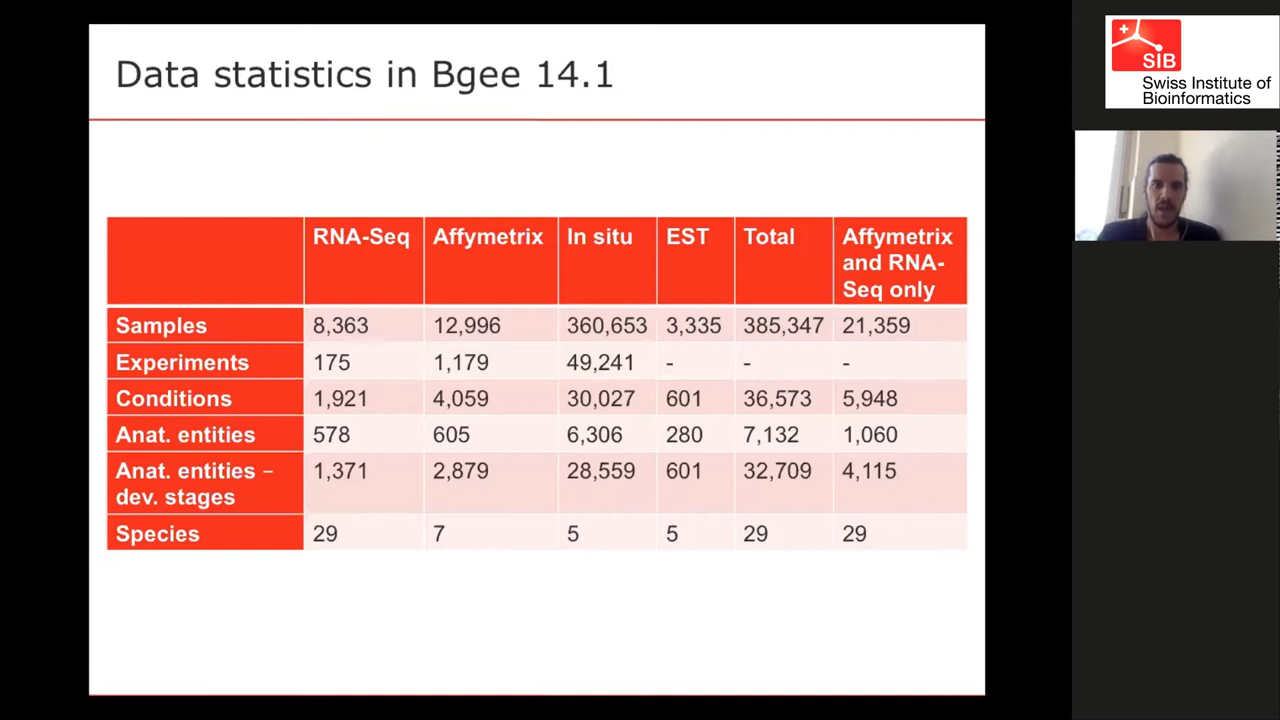 Data statistics in Bgee 14.1
SIB
Swiss Institute of
Bioinformatics
RNA-Seq Affymetrix In situ EST Total Affymetrix
and RNA-
Seq only
Samples 8,363 12,996 360,653 3,335 385,347 21,359
Experiments 175 1,179 49,241 - - -
Conditions 1,921 4,059 30,027 601 36,573 5,948
Anat. entities 578 605 6,306 280 7,132 1,060
Anat. entities – 1,371 2,879 28,559 601 32,709 4,115
dev. stages
Species 29 7 5 5 29 29